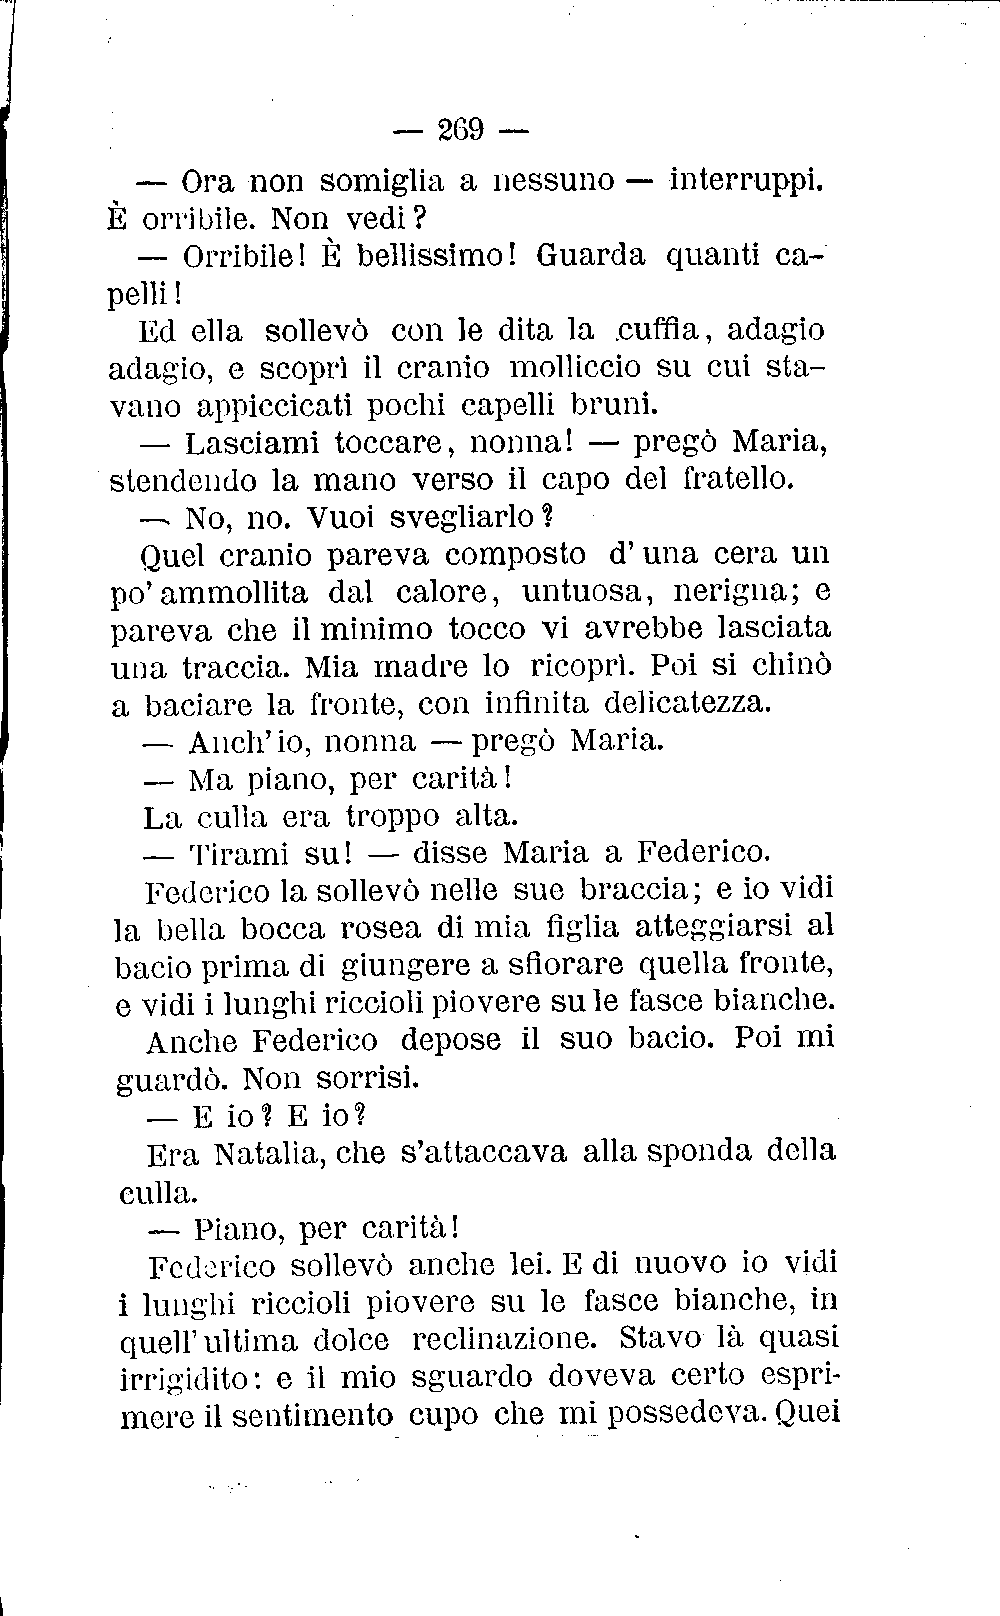 — 269 —
— Ora non somiglia a nessuno — interruppi.
È orribile. Non vedi?
— Orribile! È bellissimo! Guarda quanti ca-
pelli!
Ed ella sollevò con le dita la cuffia, adagio
adagio, e scoprì il cranio molliccio su cui sta-
vano appiccicati pochi capelli bruni.
— Lasciami toccare, nonna! — pregò Maria,
stendendo la mano verso il capo del fratello.
— No, no. Vuoi svegliarlo?
Quel cranio pareva composto d'una cera un
po' ammollita dal calore, untuosa, nerigna; e
pareva che il minimo tocco vi avrebbe lasciata
una traccia. Mia madre lo ricoprì. Poi si chinò
a baciare la fronte, con infinita delicatezza.
— Anch'io, nonna — pregò Maria.
— Ma piano, per carità!
La culla era troppo alta.
— Tirami su! — disse Maria a Federico.
Federico la sollevò nelle sue braccia; e io vidi
la bella bocca rosea di mia figlia atteggiarsi al
bacio prima di giungere a sfiorare quella fronte,
e vidi i lunghi riccioli piovere su le fasce bianche.
Anche Federico depose il suo bacio. Poi mi
guardò. Non sorrisi.
— E io? E io?
Era Natalia, che s'attaccava alla sponda della
culla.
— Piano, per carità!
Federico sollevò anche lei. E di nuovo io vidi
i lunghi riccioli piovere su le fasce bianche, in
quell'ultima dolce reclinazione. Stavo là quasi
irrigidito: e il mio sguardo doveva certo espri-
mere il sentimento cupo che mi possedeva. Quei